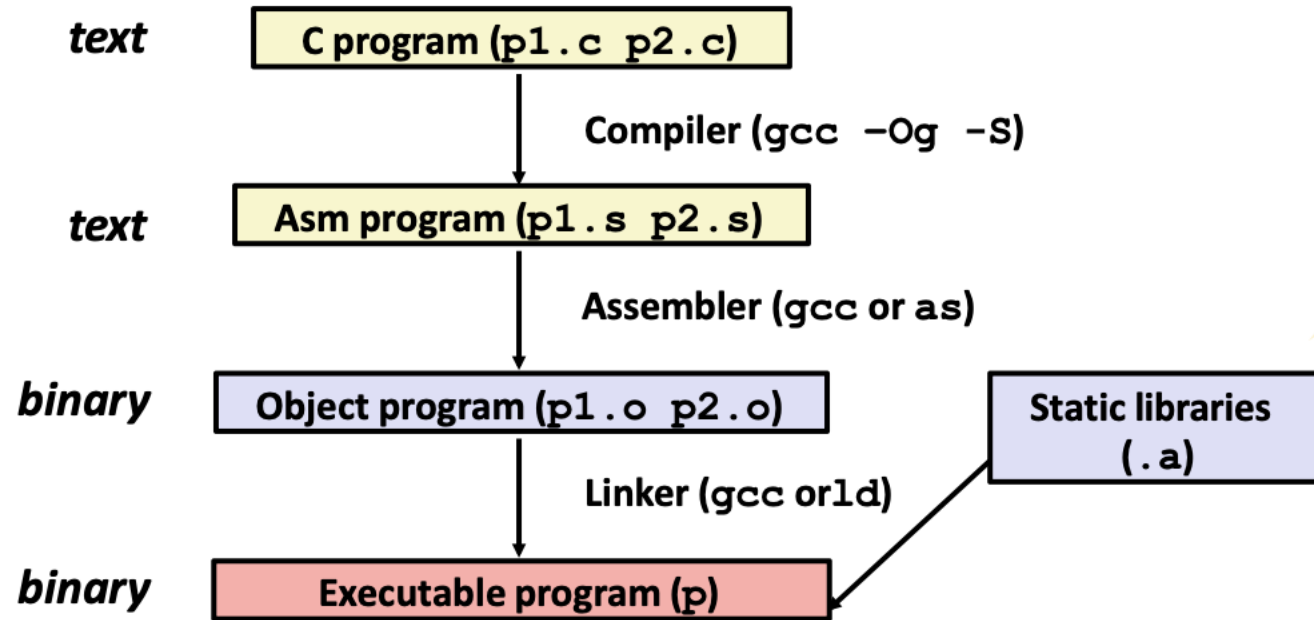 text
C program (p1.c p2.c)
Compiler (gcc –Og -S)
text
Asm program (p1.s p2.s)
Assembler (gcc or as)
binary
Object program (p1.o p2.o)
Static libraries
(.a)
Linker (gcc orld)
binary
Executable program (p)